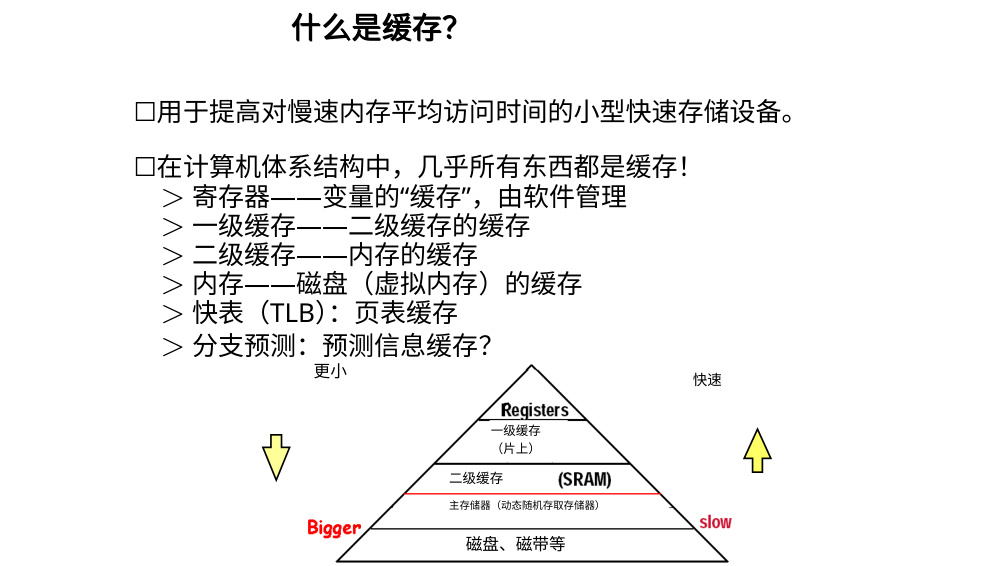 什么是缓存？
□用于提高对慢速内存平均访问时间的小型快速存储设备。
□在计算机体系结构中，几乎所有东西都是缓存！
＞ 寄存器——变量的“缓存”，由软件管理
＞ 一级缓存——二级缓存的缓存
＞ 二级缓存——内存的缓存
＞ 内存——磁盘（虚拟内存）的缓存
＞ 快表（TLB）：页表缓存
＞ 分支预测：预测信息缓存？
更小
快速
Registers
一级缓存
（片上）
二级缓存 (SRAM)
主存储器（动态随机存取存储器）
Bigger
slow
磁盘、磁带等